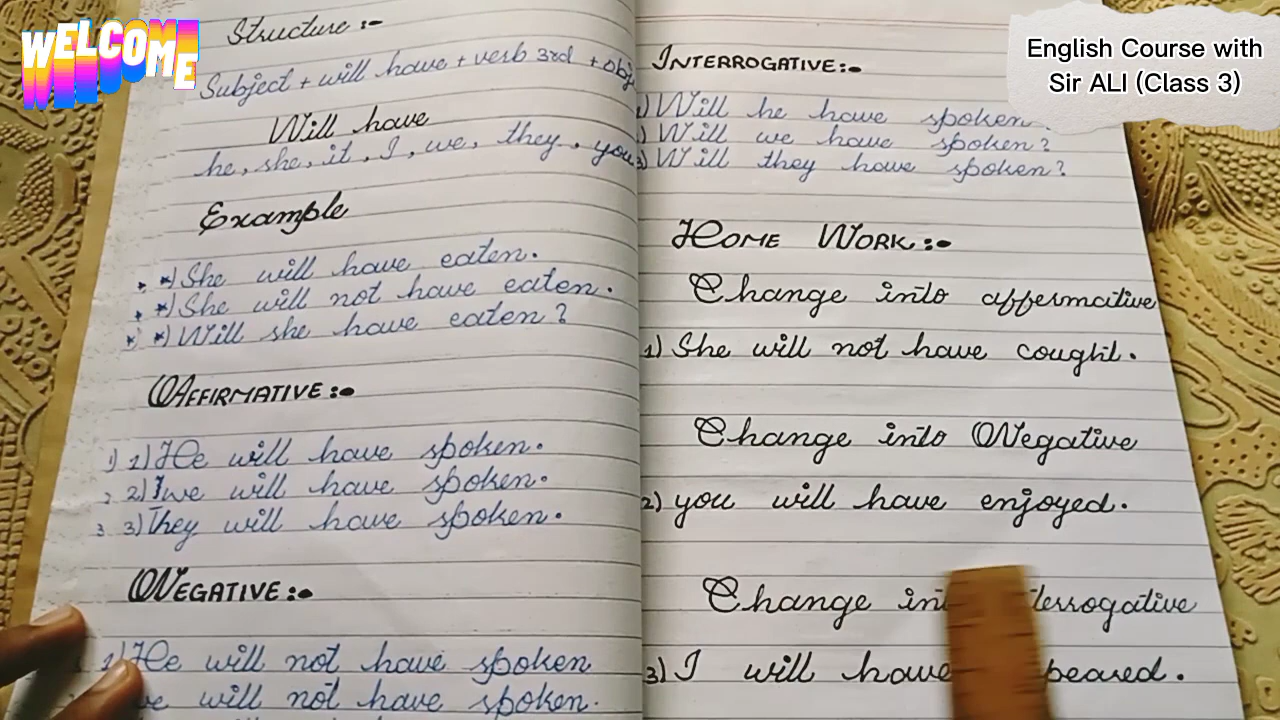 WELCOME
English Course with
Sir ALI (Class 3)
Structure :-
Subject + will have + verb 3rd + obj
Will have
he, she, it, I, we, they, you
Example
*) She will have eaten.
*) She will not have eaten.
*) Will she have eaten?
AFFIRMATIVE :-
1) 1) He will have spoken.
2 2) we will have spoken.
3 3) They will have spoken.
NEGATIVE :-
1) He will not have spoken
will not have spoken.
INTERROGATIVE :-
) Will he have spoken
) Will we have spoken?
3) Will they have spoken?
HOME WORK :-
Change into affermative
1) She will not have cought.
Change into Negative
2) you will have enjoyed.
Change
3) I will have